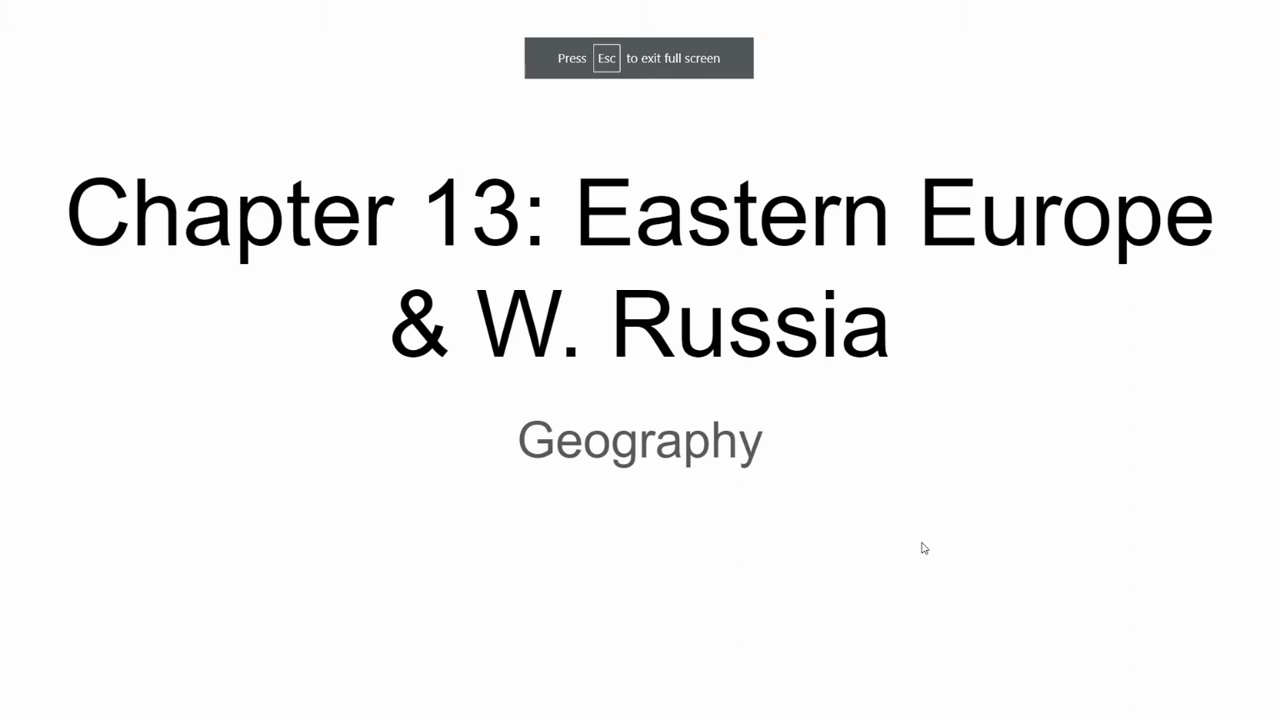 Press Esc to exit full screen
Chapter 13: Eastern Europe
& W. Russia
Geography